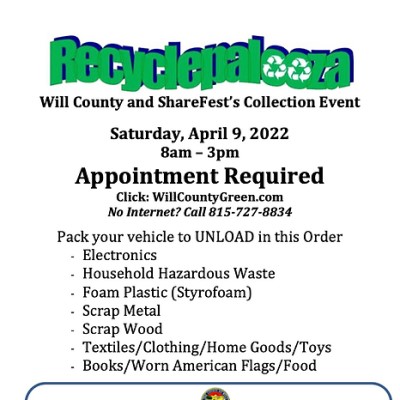 Recyclepalooza
Will County and ShareFest's Collection Event
Saturday, April 9, 2022
8am – 3pm
Appointment Required
Click: WillCountyGreen.com
No Internet? Call 815-727-8834
Pack your vehicle to UNLOAD in this Order
- Electronics
- Household Hazardous Waste
- Foam Plastic (Styrofoam)
- Scrap Metal
- Scrap Wood
- Textiles/Clothing/Home Goods/Toys
- Books/Worn American Flags/Food